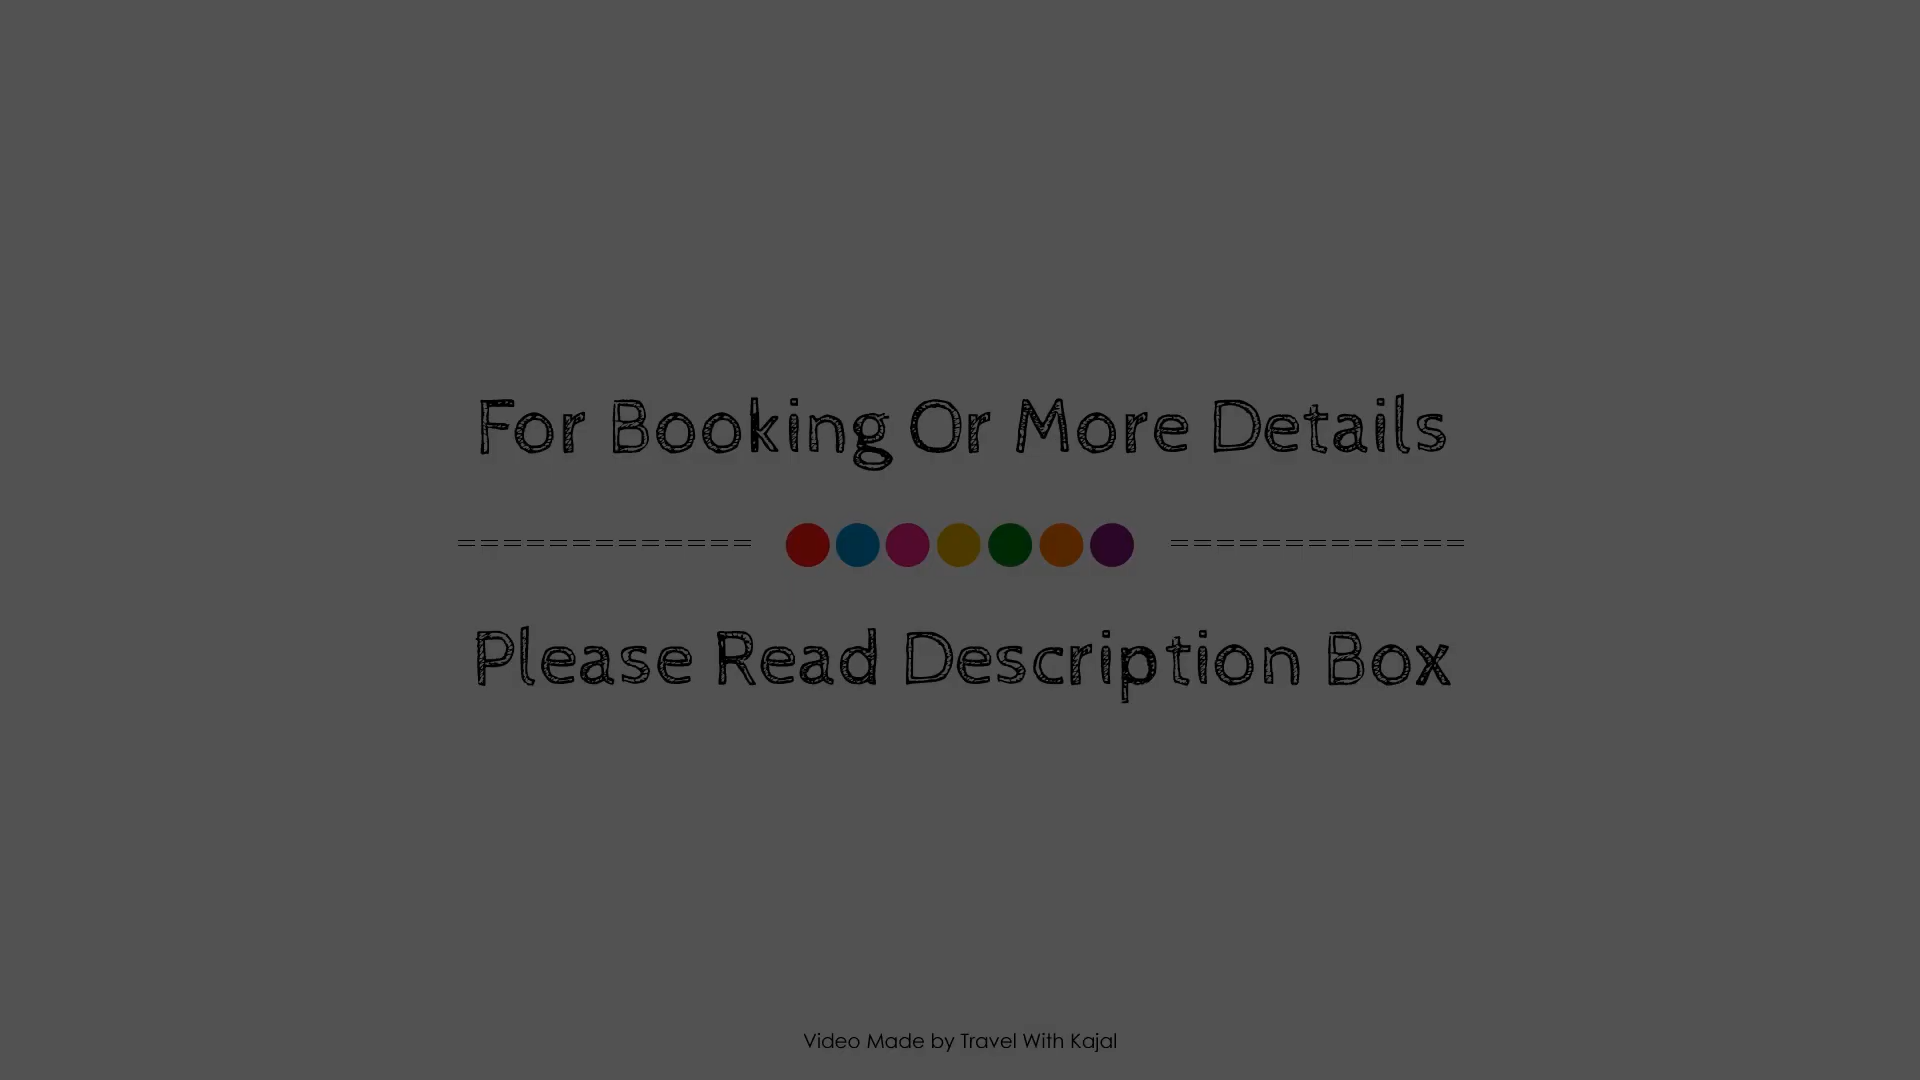 For Booking Or More Details
============= =============
Please Read Description Box
Video Made by Travel With Kajal